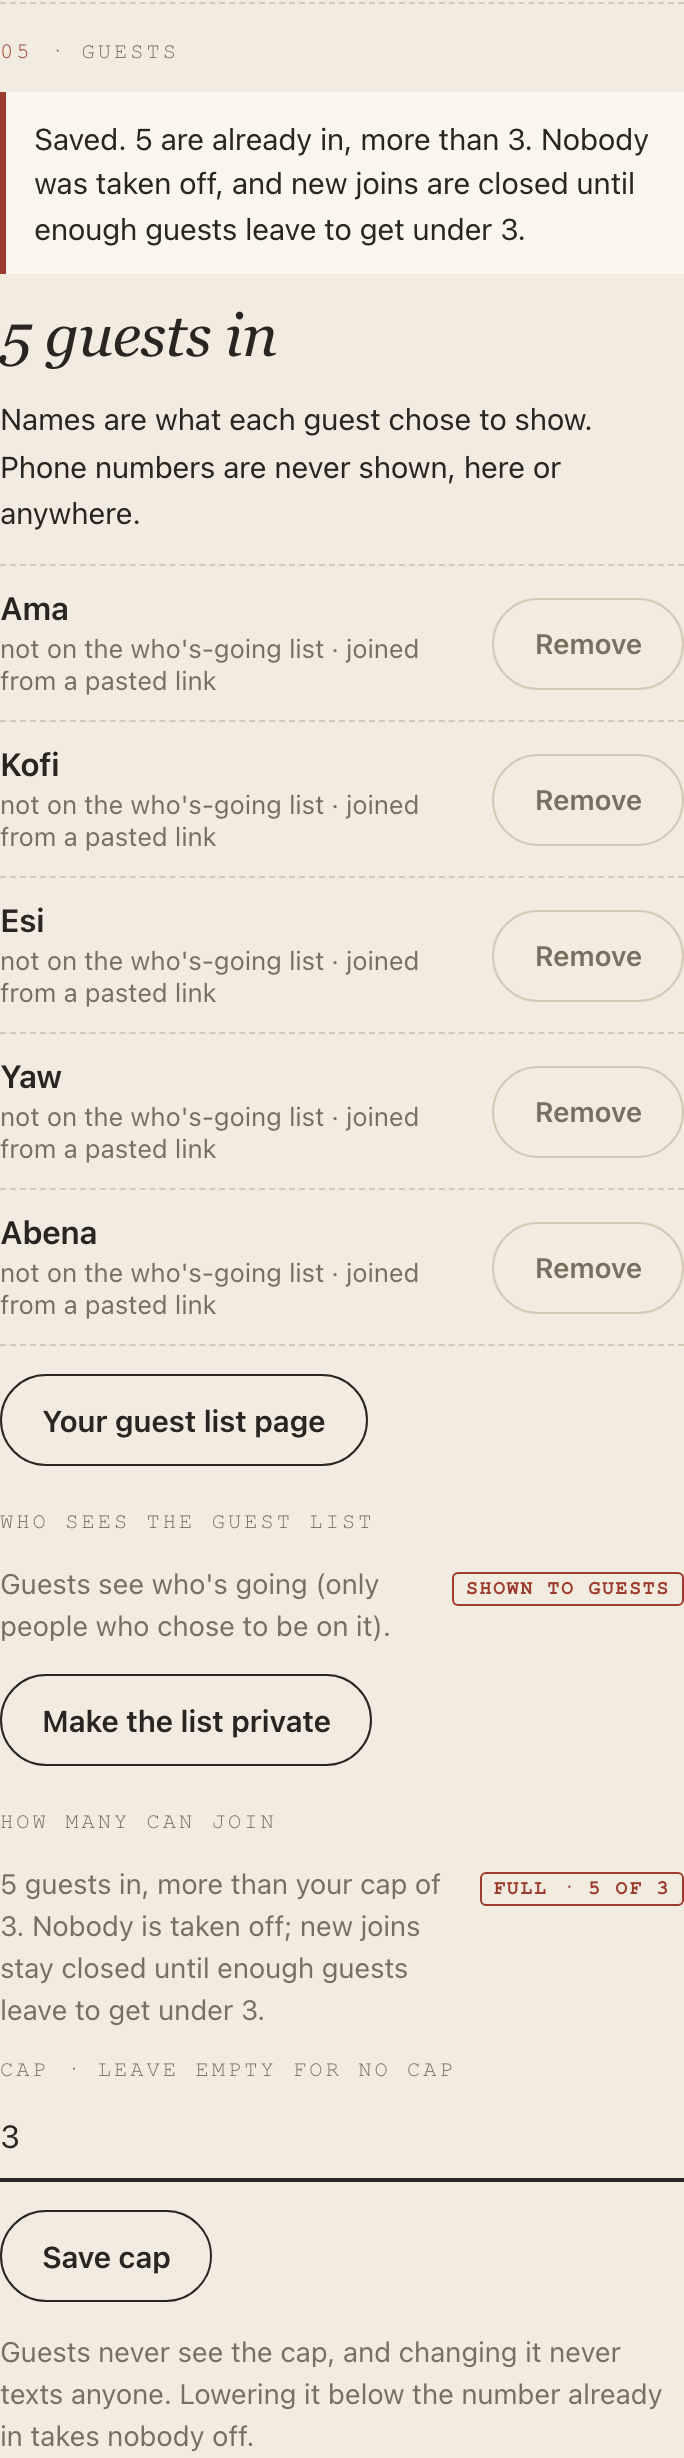 05 · GUESTS
Saved. 5 are already in, more than 3. Nobody
was taken off, and new joins are closed until
enough guests leave to get under 3.
5 guests in
Names are what each guest chose to show.
Phone numbers are never shown, here or
anywhere.
Ama
not on the who's-going list · joined
from a pasted link
Remove
Kofi
not on the who's-going list · joined
from a pasted link
Remove
Esi
not on the who's-going list · joined
from a pasted link
Remove
Yaw
not on the who's-going list · joined
from a pasted link
Remove
Abena
not on the who's-going list · joined
from a pasted link
Remove
Your guest list page
WHO SEES THE GUEST LIST
Guests see who's going (only
people who chose to be on it).
SHOWN TO GUESTS
Make the list private
HOW MANY CAN JOIN
5 guests in, more than your cap of
3. Nobody is taken off; new joins
stay closed until enough guests
leave to get under 3.
FULL · 5 OF 3
CAP · LEAVE EMPTY FOR NO CAP
3
Save cap
Guests never see the cap, and changing it never
texts anyone. Lowering it below the number already
in takes nobody off.